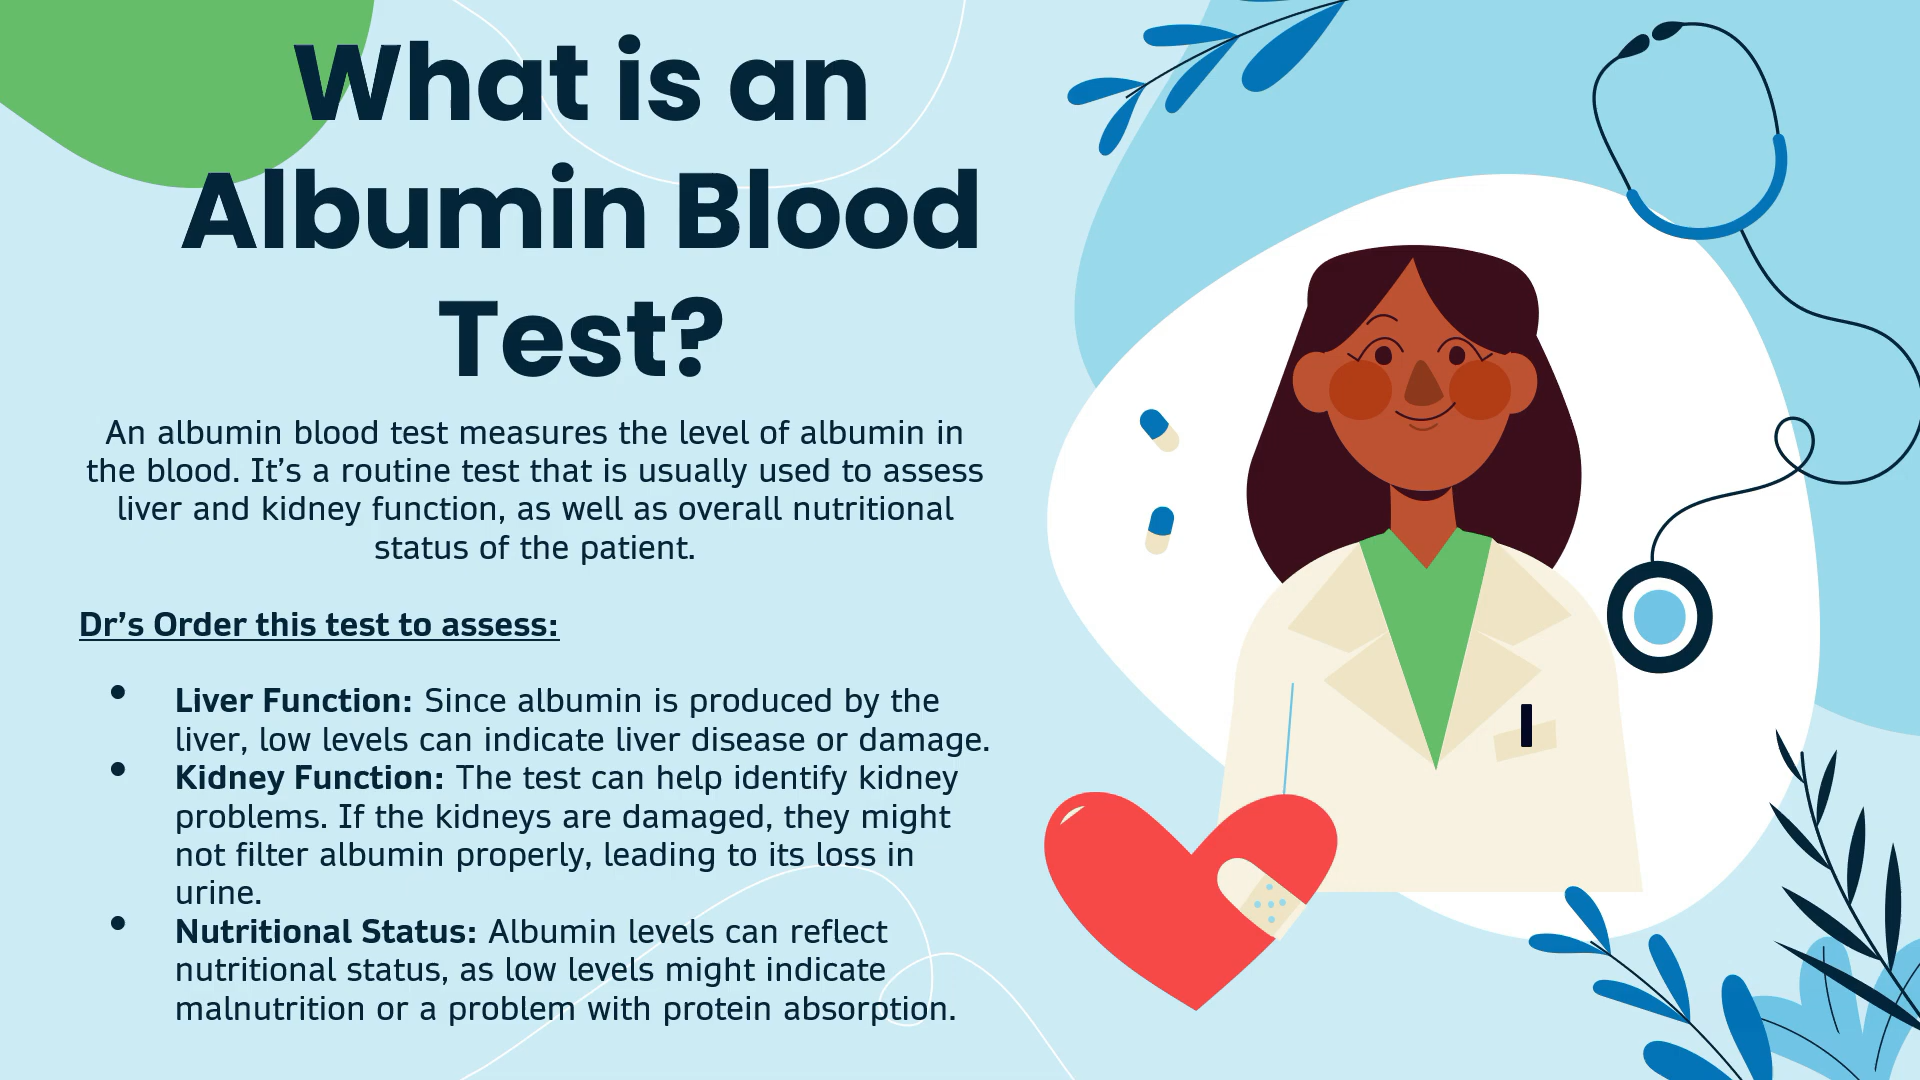 What is an
Albumin Blood
Test?
An albumin blood test measures the level of albumin in
the blood. It’s a routine test that is usually used to assess
liver and kidney function, as well as overall nutritional
status of the patient.
Dr’s Order this test to assess:
• Liver Function: Since albumin is produced by the
liver, low levels can indicate liver disease or damage.
• Kidney Function: The test can help identify kidney
problems. If the kidneys are damaged, they might
not filter albumin properly, leading to its loss in
urine.
• Nutritional Status: Albumin levels can reflect
nutritional status, as low levels might indicate
malnutrition or a problem with protein absorption.